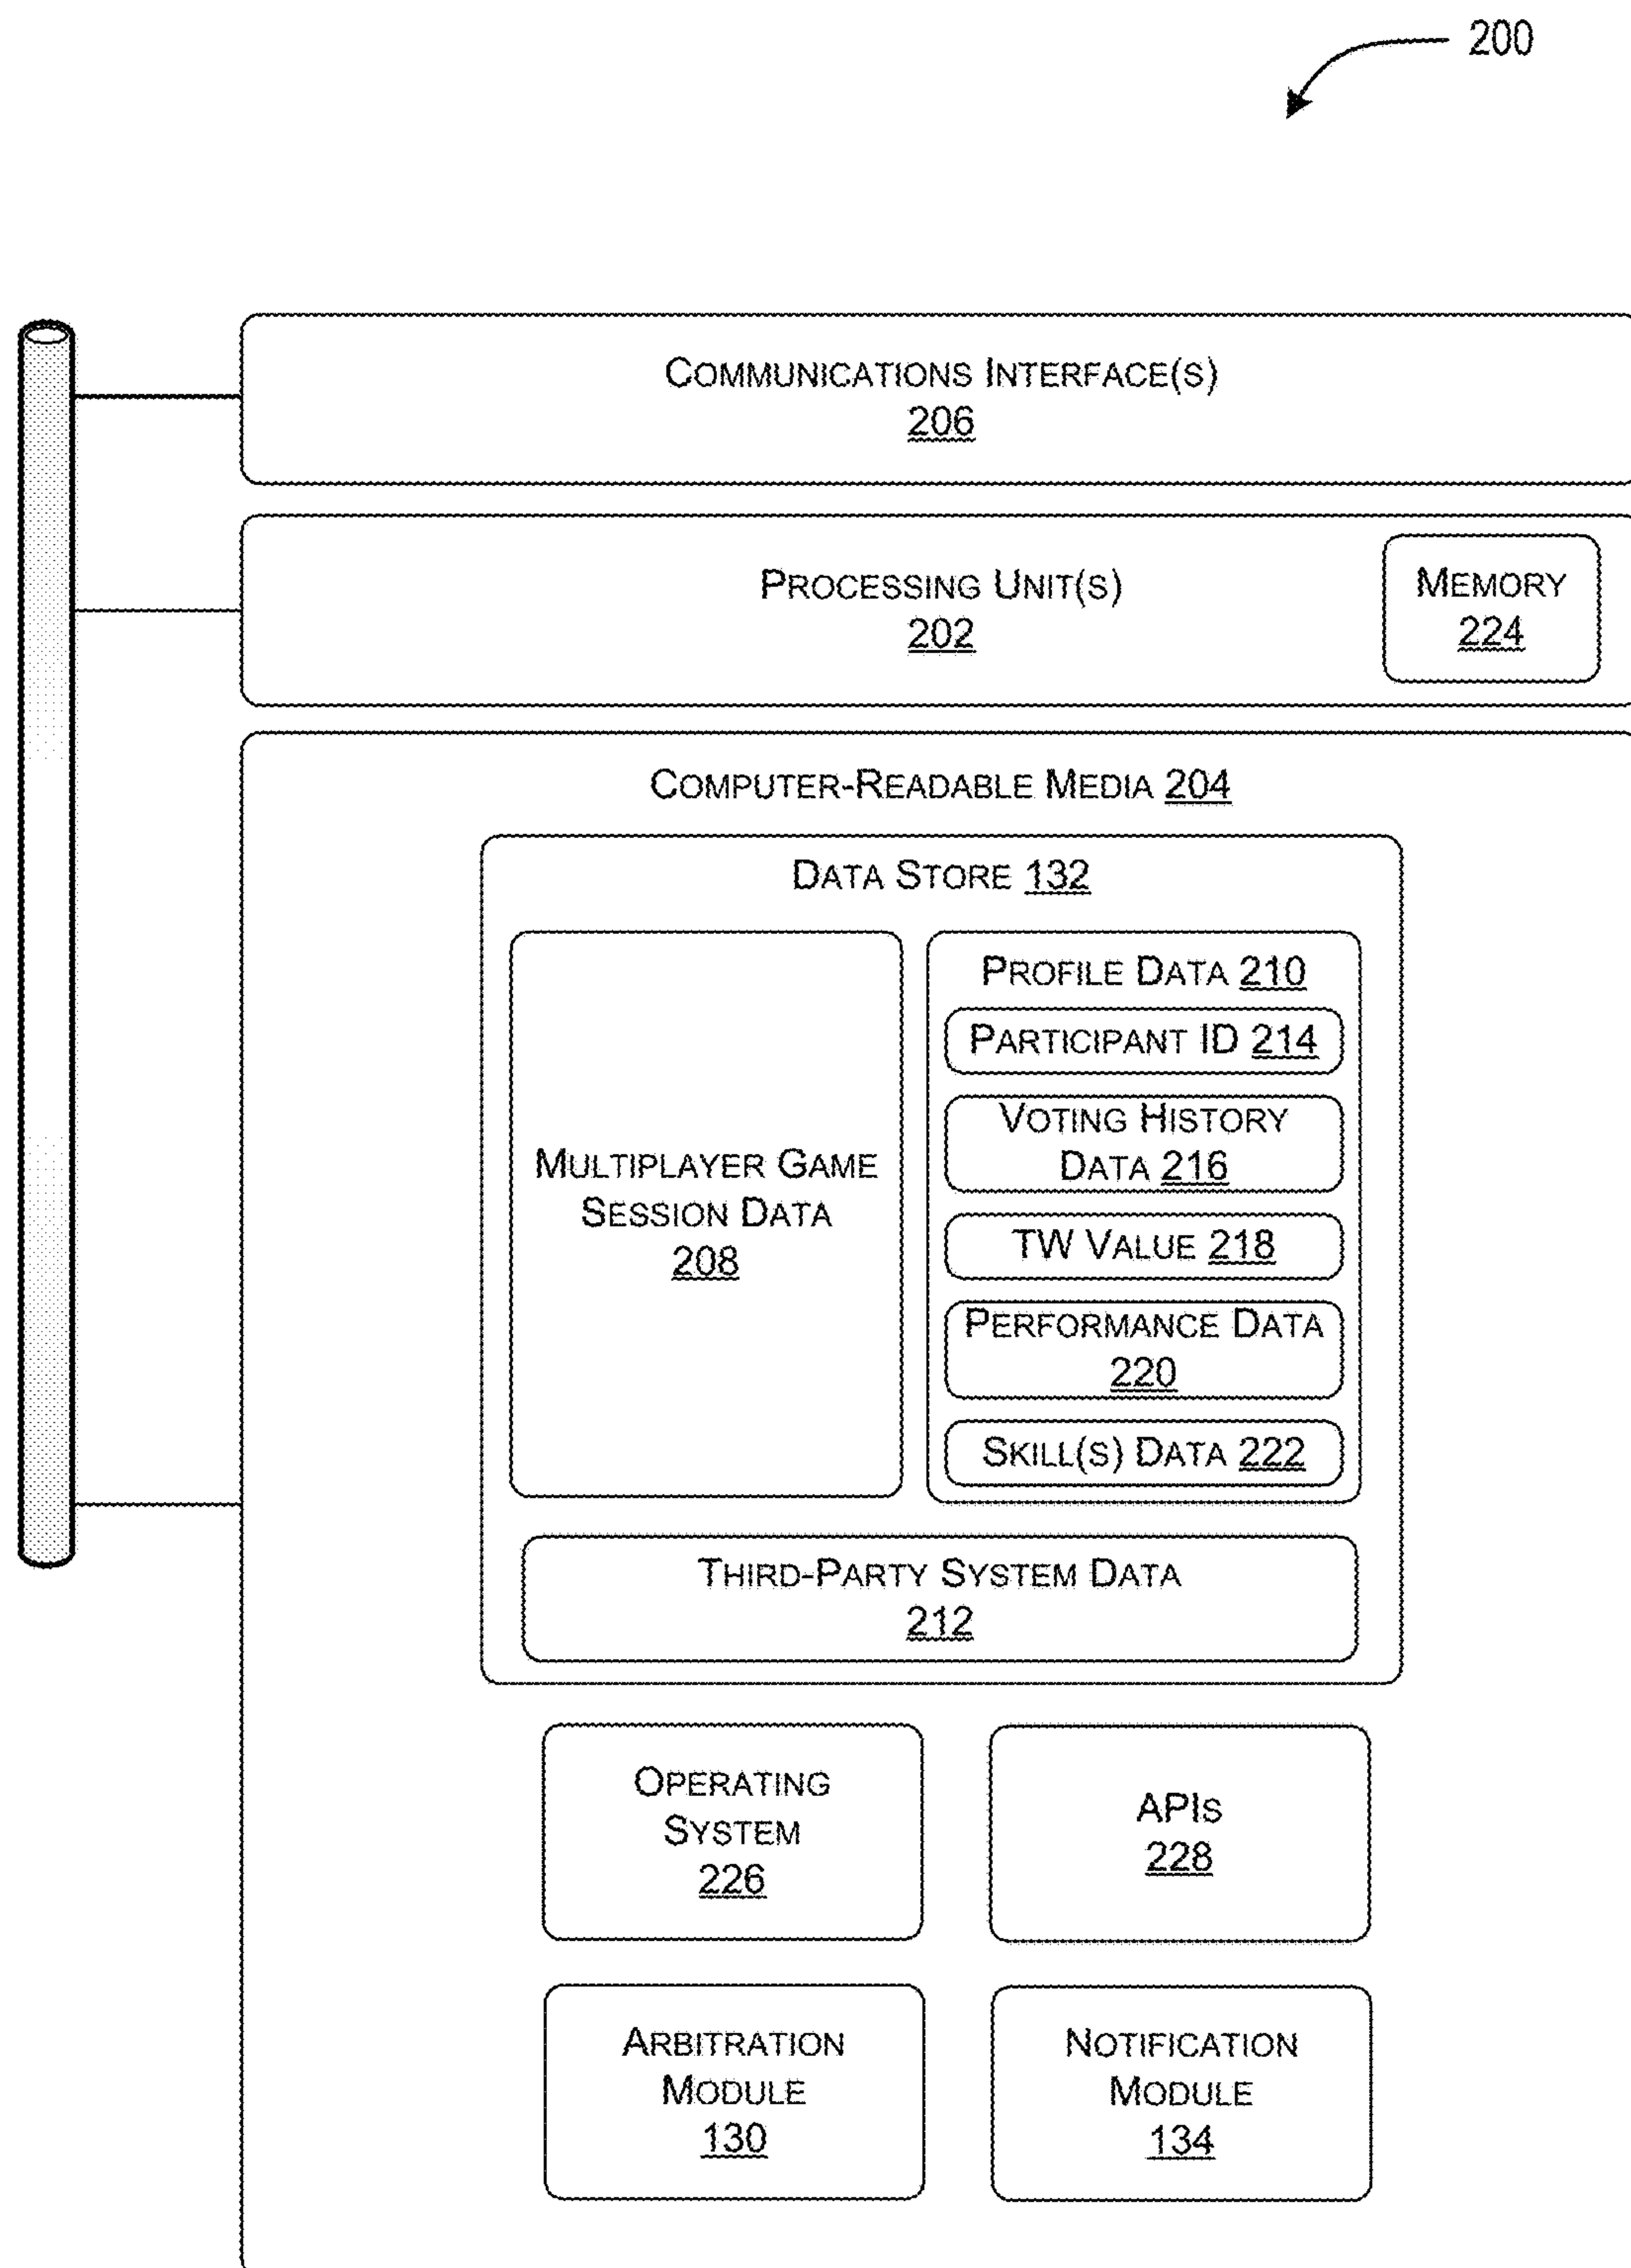 200
COMMUNICATIONS INTERFACE(S)
206
PROCESSING UNIT(S)
202
MEMORY
224
COMPUTER-READABLE MEDIA 204
DATA STORE 132
MULTIPLAYER GAME
SESSION DATA
208
PROFILE DATA 210
PARTICIPANT ID 214
VOTING HISTORY
DATA 216
TW VALUE 218
PERFORMANCE DATA
220
SKILL(S) DATA 222
THIRD-PARTY SYSTEM DATA
212
OPERATING
SYSTEM
226
APIS
228
ARBITRATION
MODULE
130
NOTIFICATION
MODULE
134